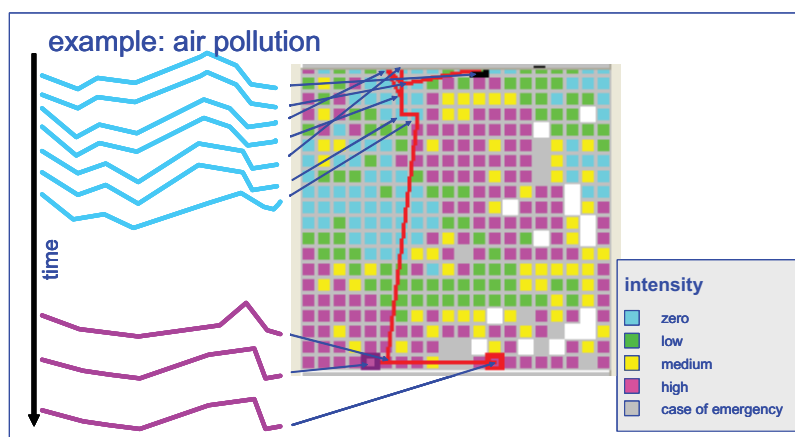 example: air pollution
time
intensity
zero
low
medium
high
case of emergency